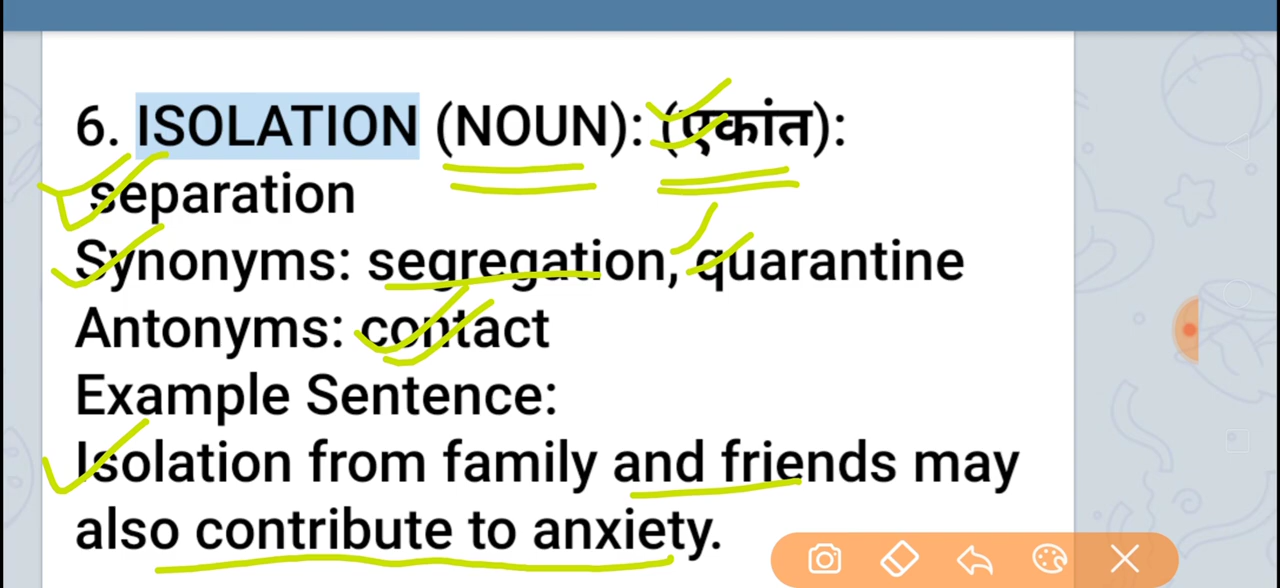 6. ISOLATION (NOUN): (एकांत):
separation
Synonyms: segregation, quarantine
Antonyms: contact
Example Sentence:
Isolation from family and friends may
also contribute to anxiety.